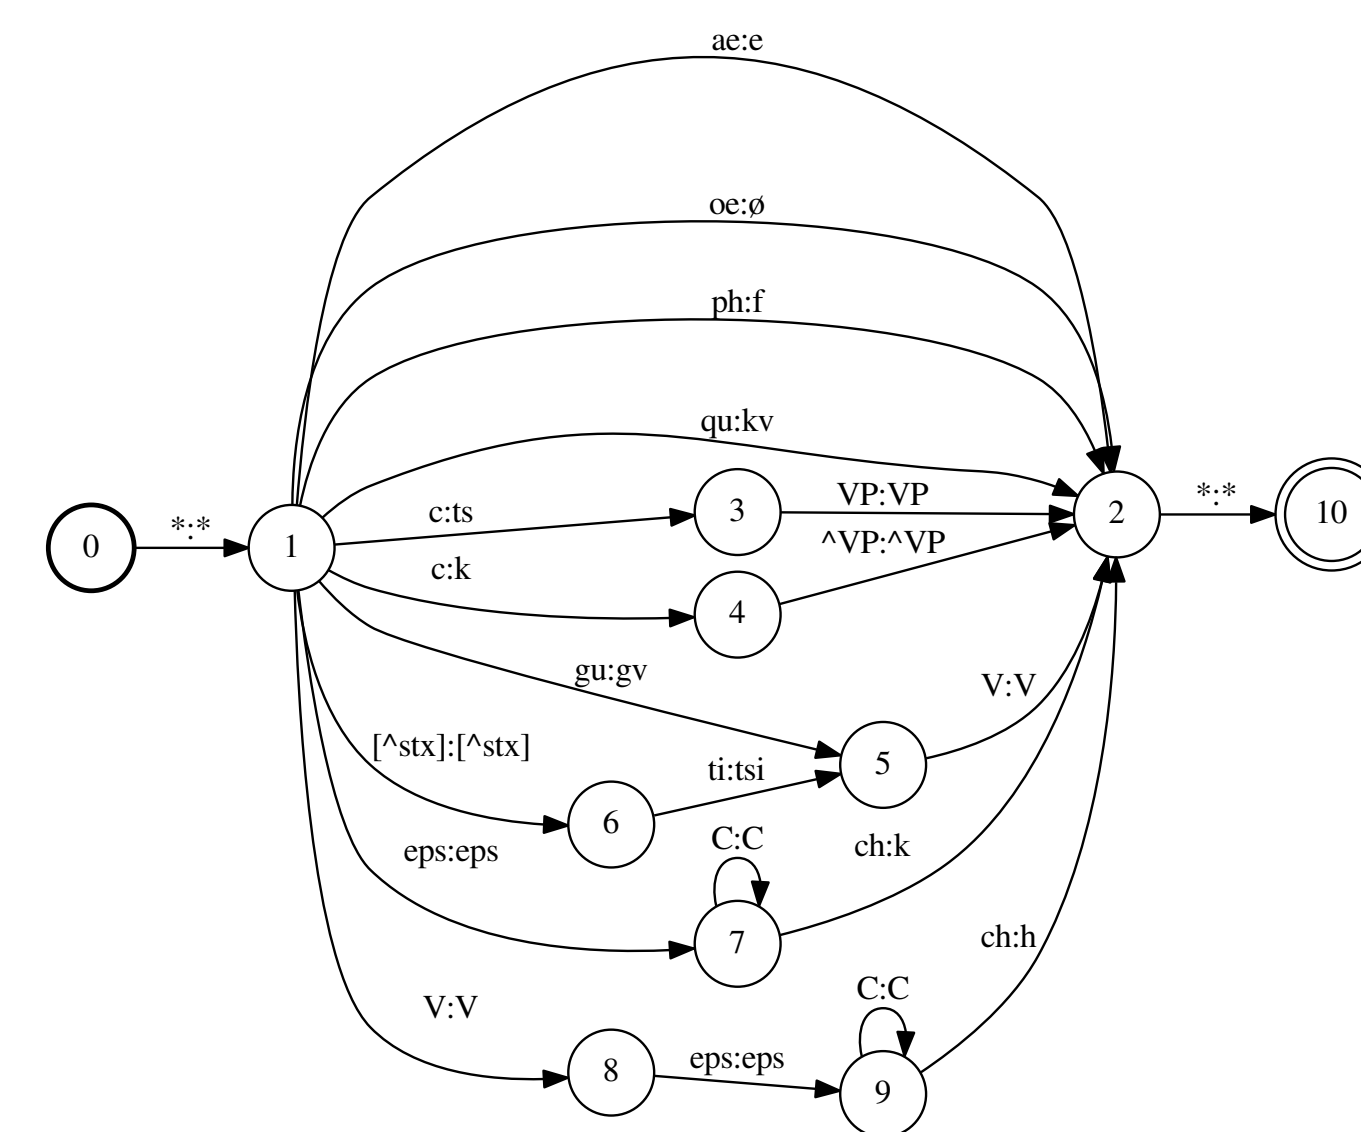 ae:e
oe:ø
ph:f
qu:kv
c:ts
3
VP:VP
2
*:*
10
0
*:*
1
^VP:^VP
c:k
4
gu:gv
V:V
[^stx]:[^stx]
ti:tsi
5
6
eps:eps
C:C
ch:k
7
ch:h
V:V
C:C
8
eps:eps
9